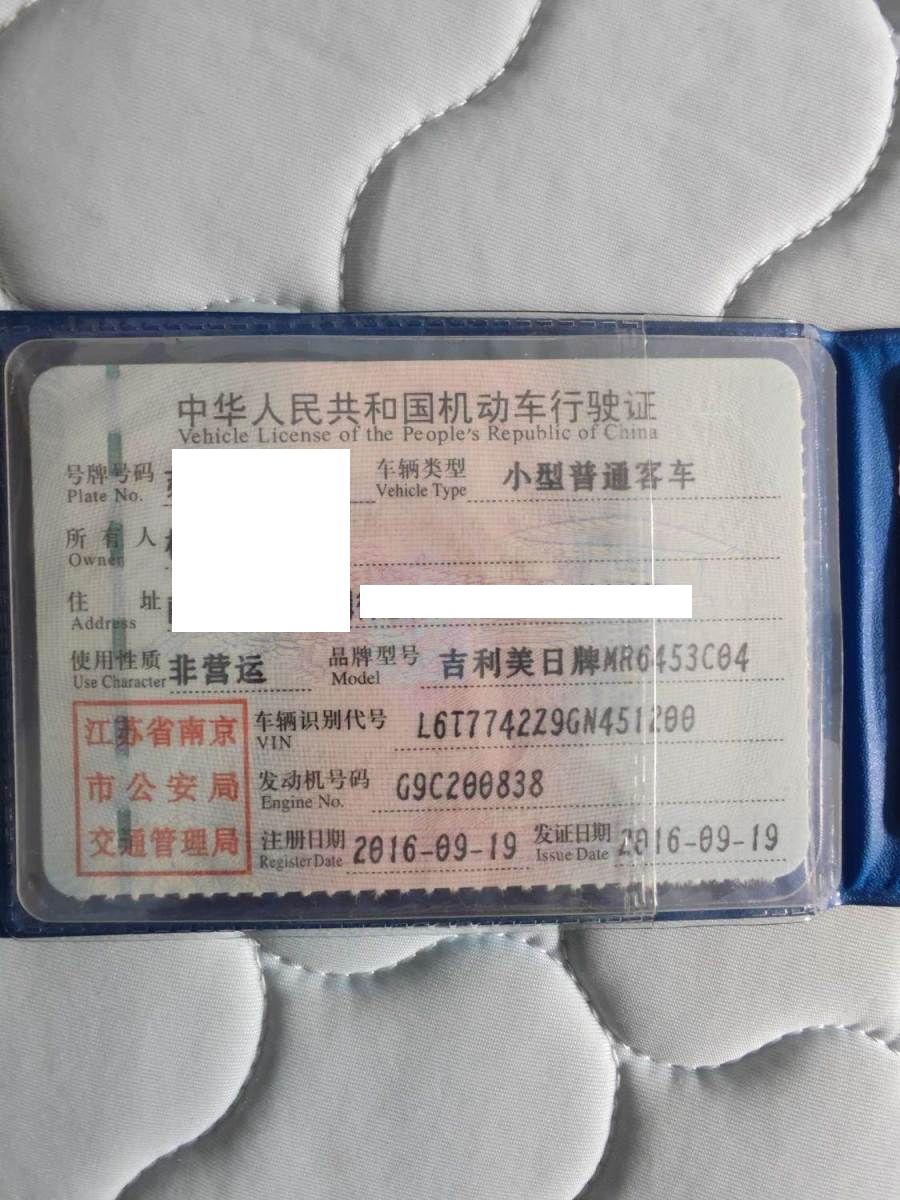 中华人民共和国机动车行驶证
Vehicle License of the People's Republic of China
号牌号码 Plate No. 车辆类型 Vehicle Type 小型普通客车
所有人 Owner
住址 Address
使用性质 Use Character 非营运 品牌型号 Model 吉利美日牌MR6453C04
江苏省南京市公安局交通管理局
车辆识别代号 VIN L6T7742Z9GN451200
发动机号码 Engine No. G9C200838
注册日期 Register Date 2016-09-19 发证日期 Issue Date 2016-09-19